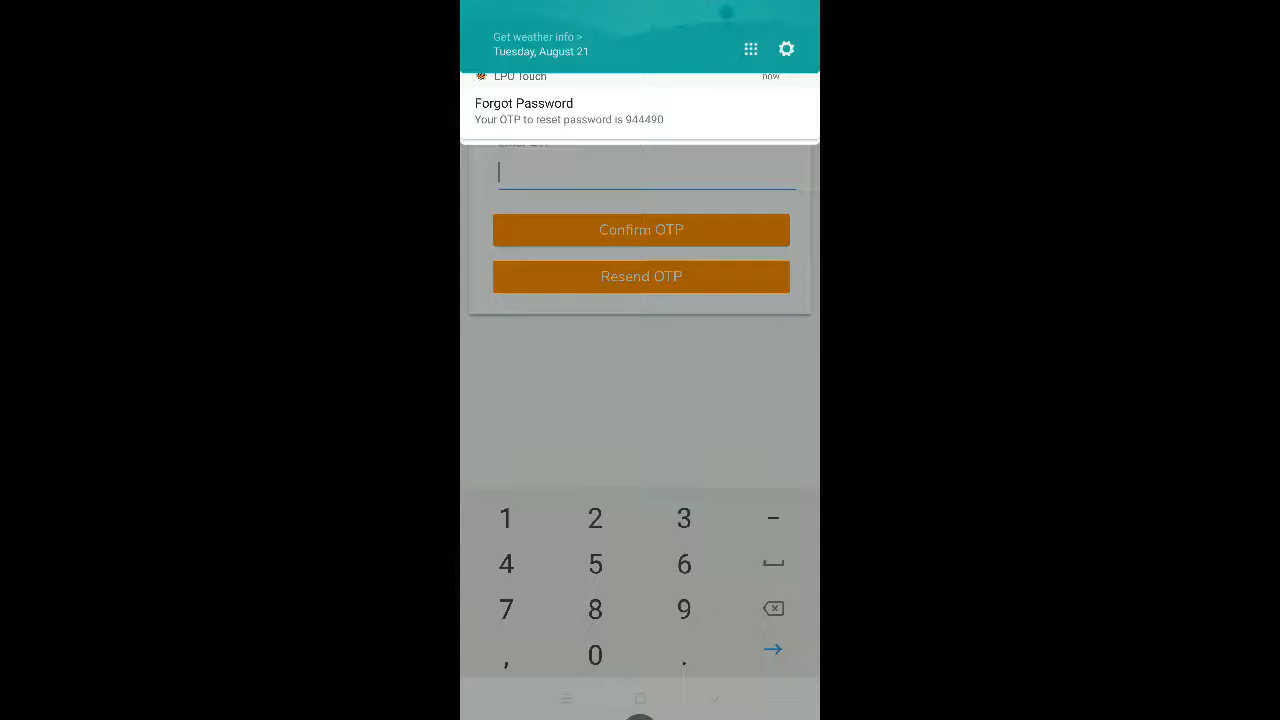 Get weather info >
Tuesday, August 21
LPU Touch now
Forgot Password
Your OTP to reset password is 944490
Confirm OTP
Resend OTP
1 2 3 –
4 5 6
7 8 9
, 0 .